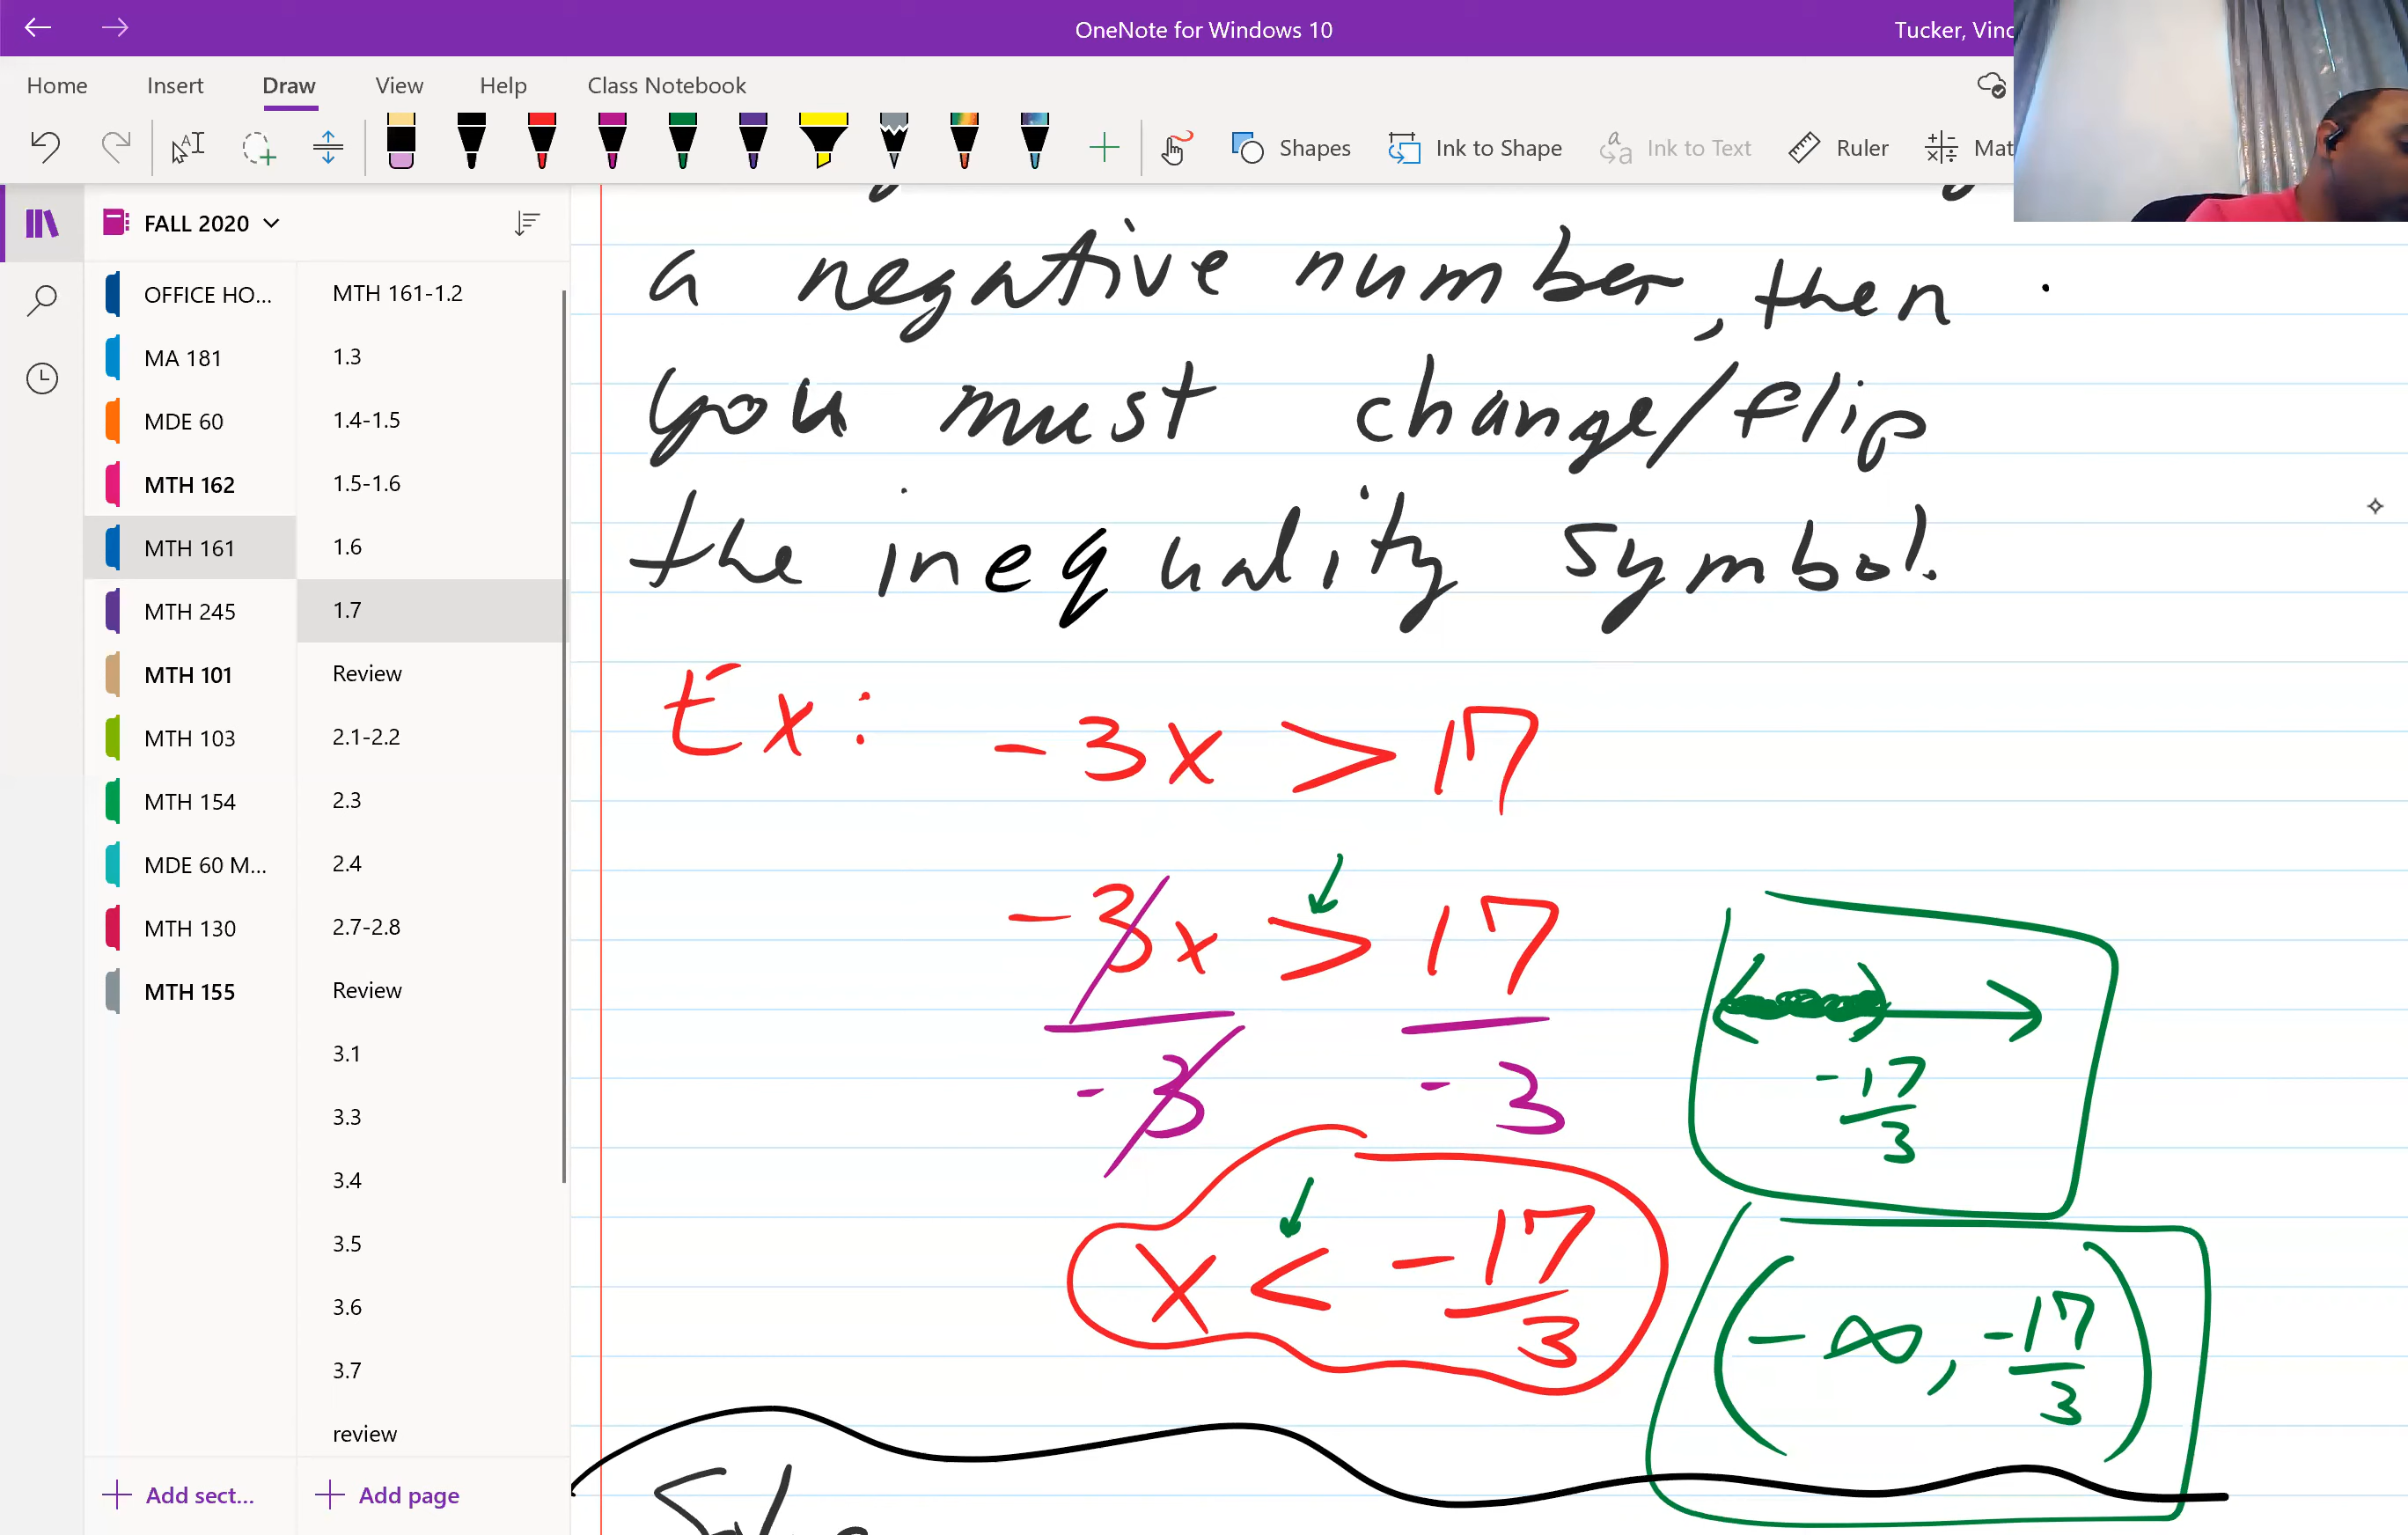 OneNote for Windows 10
Tucker, Vinc
Home Insert Draw View Help Class Notebook
Shapes Ink to Shape Ink to Text Ruler Mat
FALL 2020
OFFICE HO...
MA 181
MDE 60
MTH 162
MTH 161
MTH 245
MTH 101
MTH 103
MTH 154
MDE 60 M...
MTH 130
MTH 155
Add sect...
MTH 161-1.2
1.3
1.4-1.5
1.5-1.6
1.6
1.7
Review
2.1-2.2
2.3
2.4
2.7-2.8
Review
3.1
3.3
3.4
3.5
3.6
3.7
review
Add page
a negative number, then
you must change/flip
the inequality symbol.
Ex: -3x > 17
-3x > 17
-3 -3
x < -17/3
-17/3
(-∞, -17/3)